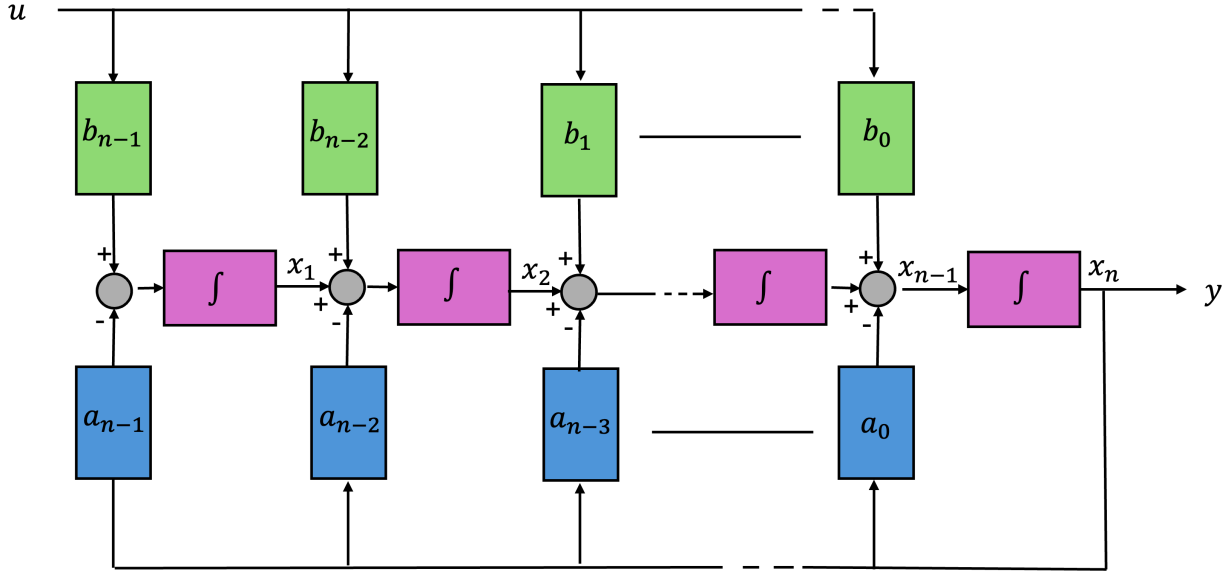 u
b_{n-1} b_{n-2} b_1 b_0
+ + + +
∫ x_1 ∫ x_2 ∫ x_{n-1} ∫ x_n y
- + - + - + -
a_{n-1} a_{n-2} a_{n-3} a_0